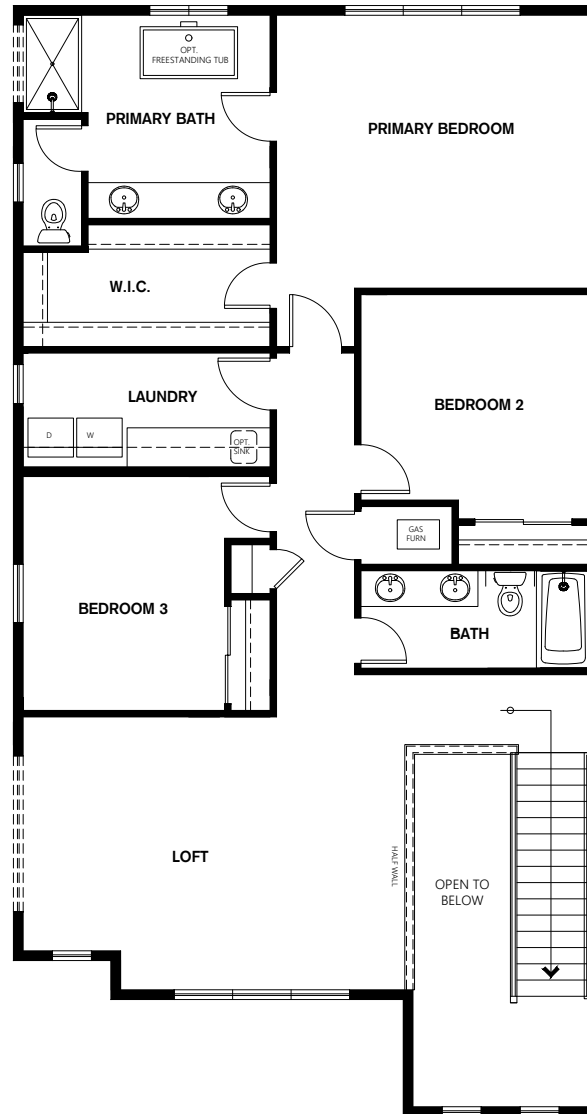 OPT.
FREESTANDING TUB
PRIMARY BATH
PRIMARY BEDROOM
W.I.C.
LAUNDRY
BEDROOM 2
D
W
OPT.
SINK
GAS
FURN
BEDROOM 3
BATH
LOFT
HALF WALL
OPEN TO
BELOW